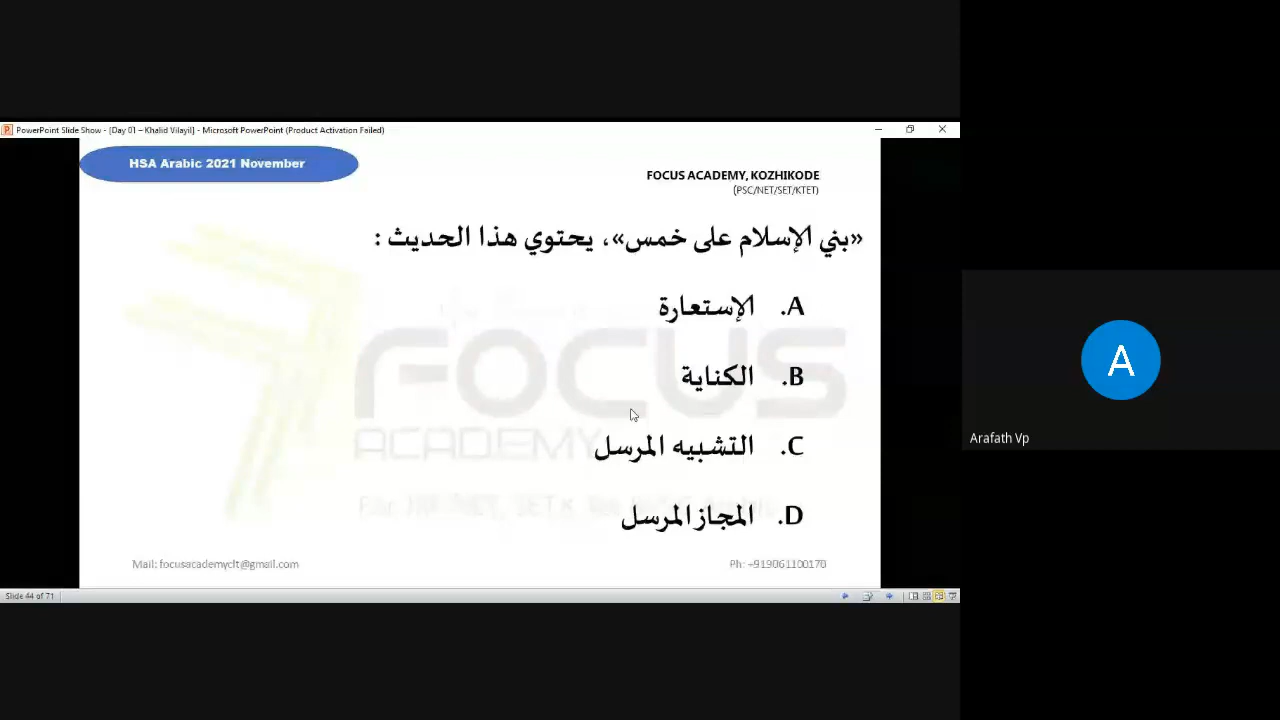 PowerPoint Slide Show - [Day 01 – Khalid Vilayil] - Microsoft PowerPoint (Product Activation Failed)
HSA Arabic 2021 November
FOCUS ACADEMY, KOZHIKODE
(PSC/NET/SET/KTET)
«بني الإسلام على خمس»، يحتوي هذا الحديث :
A. الإستعارة
B. الكناية
C. التشبيه المرسل
D. المجاز المرسل
FOCUS
ACADEMY
Mail: focusacademyclt@gmail.com
Ph: +919061100170
Slide 44 of 71
A
Arafath Vp